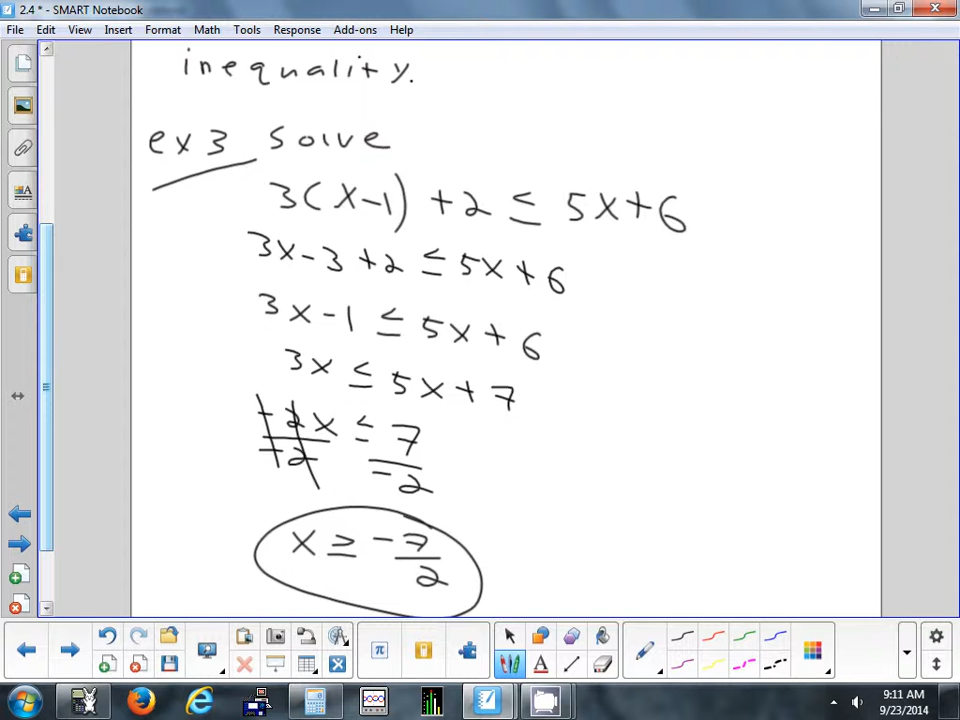 2.4 * - SMART Notebook
File Edit View Insert Format Math Tools Response Add-ons Help
inequality.
ex 3 Solve
3(x-1) +2 ≤ 5x+6
3x-3+2 ≤ 5x+6
3x-1 ≤ 5x+6
3x ≤ 5x+7
-2x ≤ 7
-2 -2
x ≥ -7
2
9:11 AM
9/23/2014